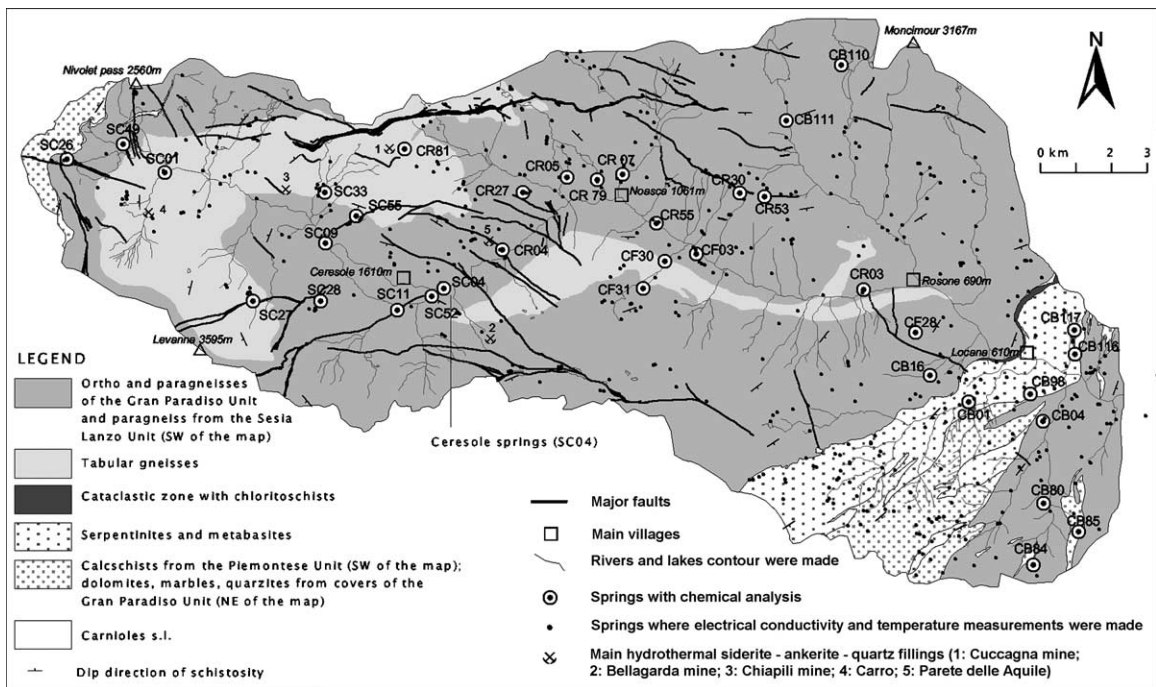 Moncimour 3167m
N
Nivolet pass 2560m
CB110
SC49
CB111
SC26
SC01
1
CR81
CR05
CR 07
0 km 1 2 3
3
SC33
CR27
CR 79
Noasca 1061m
CR30
CR53
4
SC55
CR55
SC09
5
CR04
CF30
CF03
Ceresole 1610m
CR03
Rosone 690m
SC28
SC11
SC04
CF31
SC27
SC52
2
CF28
CB117
Levanna 3595m
Locana 610m
CB116
CB16
CB98
CB01
CB04
CB80
CB85
CB84
Ceresole springs (SC04)
LEGEND
Ortho and paragneisses
of the Gran Paradiso Unit
and paragneiss from the Sesia
Lanzo Unit (SW of the map)
Tabular gneisses
Cataclastic zone with chloritoschists
Serpentinites and metabasites
Calcschists from the Piemontese Unit (SW of the map);
dolomites, marbles, quarzites from covers of the
Gran Paradiso Unit (NE of the map)
Carnioles s.l.
Dip direction of schistosity
Major faults
Main villages
Rivers and lakes contour were made
Springs with chemical analysis
Springs where electrical conductivity and temperature measurements were made
Main hydrothermal siderite - ankerite - quartz fillings (1: Cuccagna mine;
2: Bellagarda mine; 3: Chiapili mine; 4: Carro; 5: Parete delle Aquile)